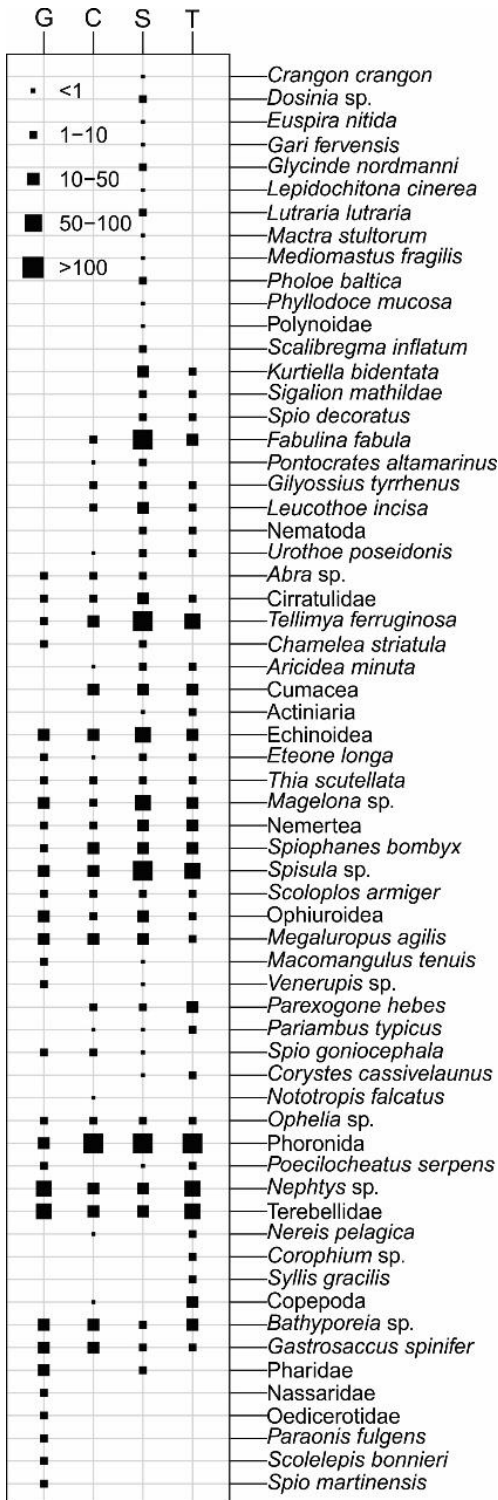 G C S T
Crangon crangon
<1
Dosinia sp.
Euspira nitida
1–10
Gari fervensis
Glycinde nordmanni
10–50
Lepidochitona cinerea
Lutraria lutraria
50–100
Mactra stultorum
Mediomastus fragilis
>100
Pholoe baltica
Phyllodoce mucosa
Polynoidae
Scalibregma inflatum
Kurtiella bidentata
Sigalion mathildae
Spio decoratus
Fabulina fabula
Pontocrates altamarinus
Gilyossius tyrrhenus
Leucothoe incisa
Nematoda
Urothoe poseidonis
Abra sp.
Cirratulidae
Tellimya ferruginosa
Chamelea striatula
Aricidea minuta
Cumacea
Actiniaria
Echinoidea
Eteone longa
Thia scutellata
Magelona sp.
Nemertea
Spiophanes bombyx
Spisula sp.
Scoloplos armiger
Ophiuroidea
Megaluropus agilis
Macomangulus tenuis
Venerupis sp.
Parexogone hebes
Pariambus typicus
Spio goniocephala
Corystes cassivelaunus
Nototropis falcatus
Ophelia sp.
Phoronida
Poecilocheatus serpens
Nephtys sp.
Terebellidae
Nereis pelagica
Corophium sp.
Syllis gracilis
Copepoda
Bathyporeia sp.
Gastrosaccus spinifer
Pharidae
Nassaridae
Oedicerotidae
Paraonis fulgens
Scolelepis bonnieri
Spio martinensis